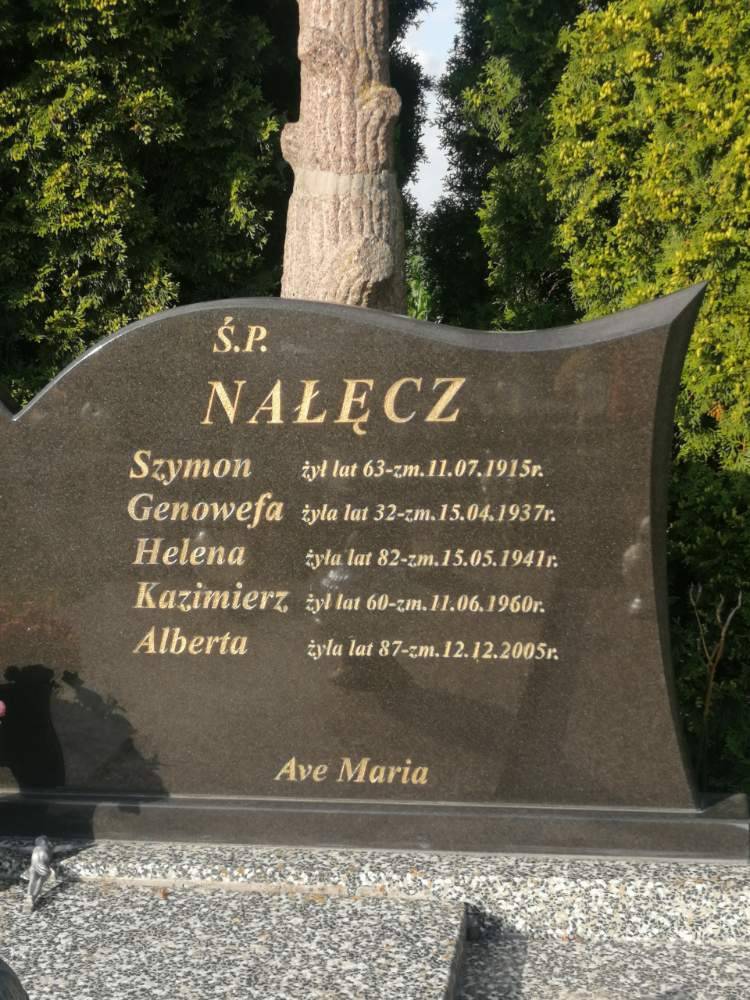 Ś.P.
NAŁĘCZ
Szymon żył lat 63-zm.11.07.1915r.
Genowefa żyła lat 32-zm.15.04.1937r.
Helena żyła lat 82-zm.15.05.1941r.
Kazimierz żył lat 60-zm.11.06.1960r.
Alberta żyła lat 87-zm.12.12.2005r.
Ave Maria